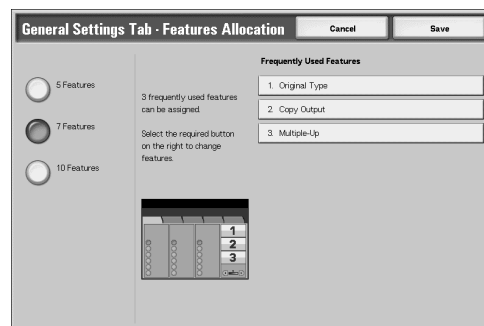 General Settings Tab - Features Allocation
Cancel
Save
5 Features
7 Features
10 Features
3 frequently used features
can be assigned.
Select the required button
on the right to change
features.
1
2
3
Frequently Used Features
1. Original Type
2. Copy Output
3. Multiple-Up